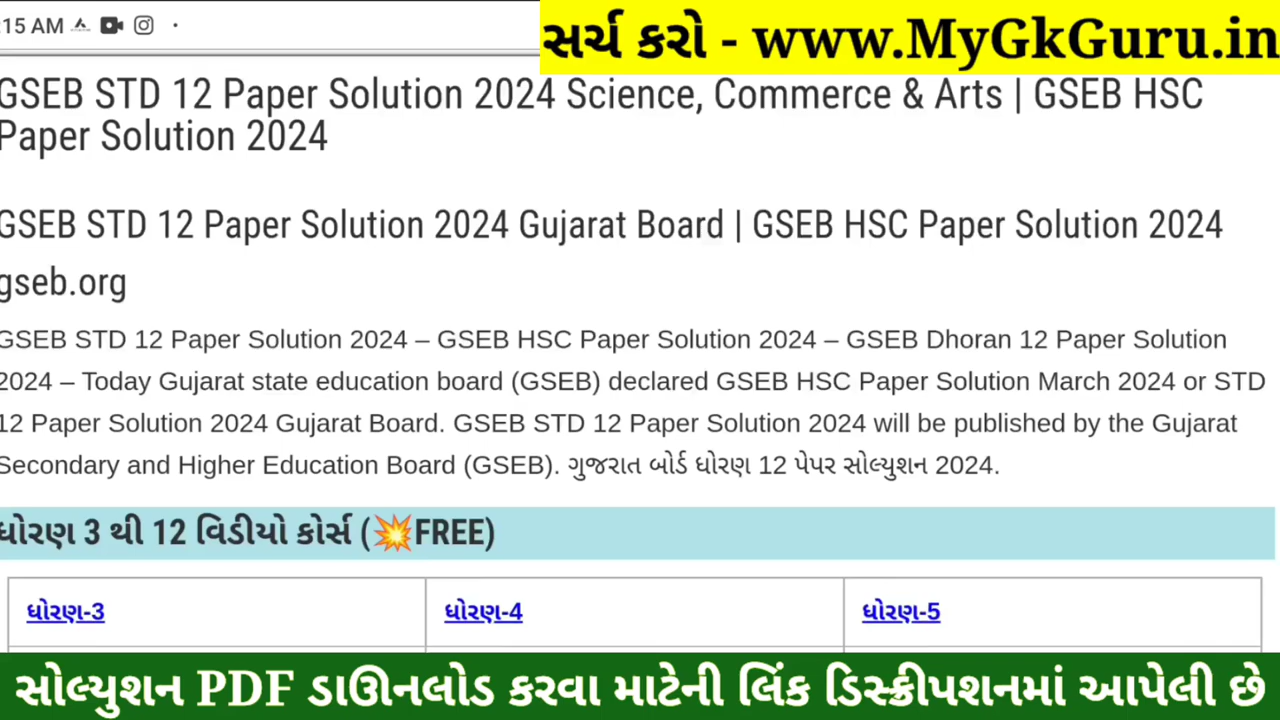 :15 AM
સર્ચ કરો - www.MyGkGuru.in
GSEB STD 12 Paper Solution 2024 Science, Commerce & Arts | GSEB HSC
Paper Solution 2024
GSEB STD 12 Paper Solution 2024 Gujarat Board | GSEB HSC Paper Solution 2024
gseb.org
GSEB STD 12 Paper Solution 2024 – GSEB HSC Paper Solution 2024 – GSEB Dhoran 12 Paper Solution
2024 – Today Gujarat state education board (GSEB) declared GSEB HSC Paper Solution March 2024 or STD
12 Paper Solution 2024 Gujarat Board. GSEB STD 12 Paper Solution 2024 will be published by the Gujarat
Secondary and Higher Education Board (GSEB). ગુજરાત બોર્ડ ધોરણ 12 પેપર સોલ્યુશન 2024.
ધોરણ 3 થી 12 વિડીયો કોર્સ (💥FREE)
ધોરણ-3
ધોરણ-4
ધોરણ-5
સોલ્યુશન PDF ડાઊનલોડ કરવા માટેની લિંક ડિસ્ક્રીપશનમાં આપેલી છે